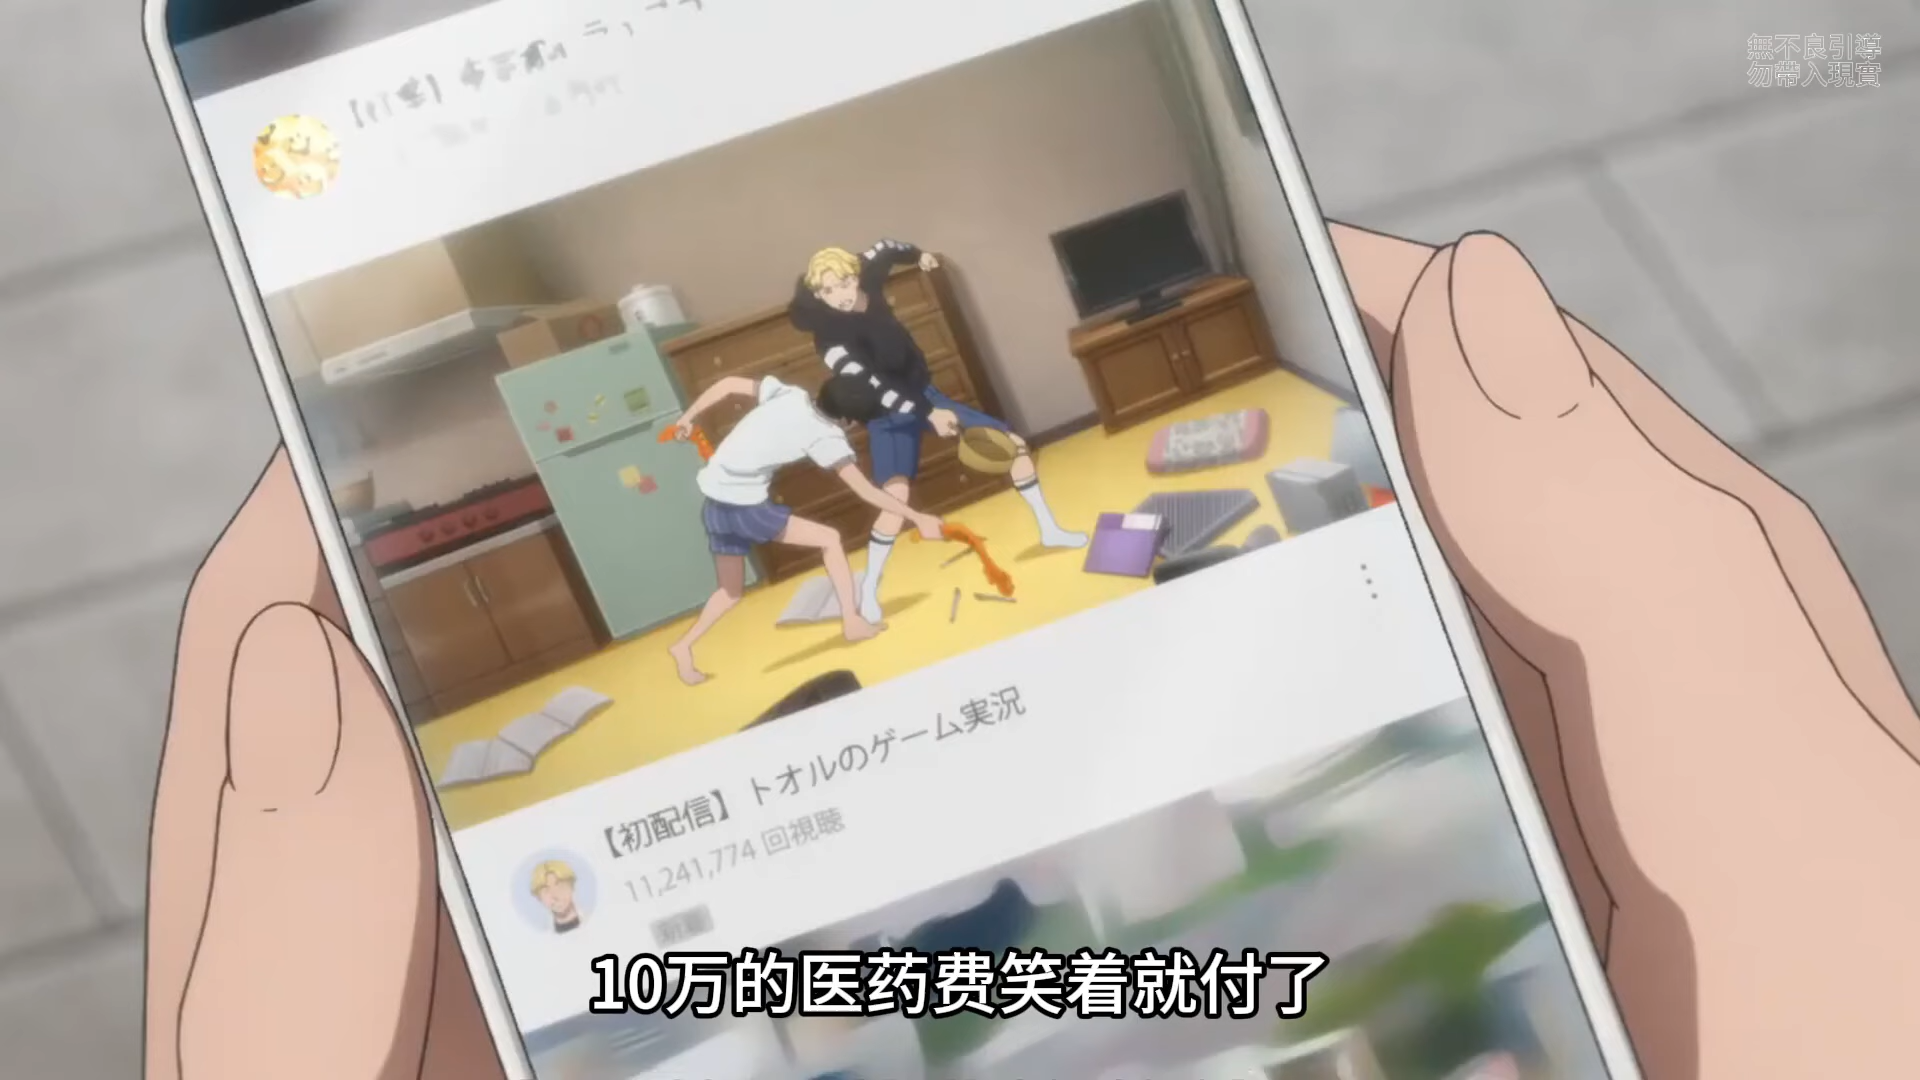 無不良引導
勿帶入現實
【初配信】トオルのゲーム実況
11,241,774 回視聴
10万的医药费笑着就付了